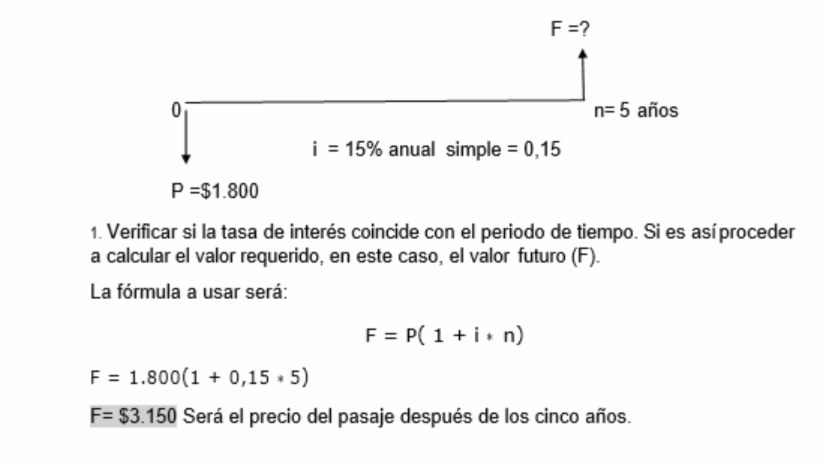 F =?
0
n= 5 años
i = 15% anual simple = 0,15
P =$1.800
1. Verificar si la tasa de interés coincide con el periodo de tiempo. Si es así proceder
a calcular el valor requerido, en este caso, el valor futuro (F).
La fórmula a usar será:
F = P( 1 + i * n)
F = 1.800(1 + 0,15 * 5)
F= $3.150 Será el precio del pasaje después de los cinco años.